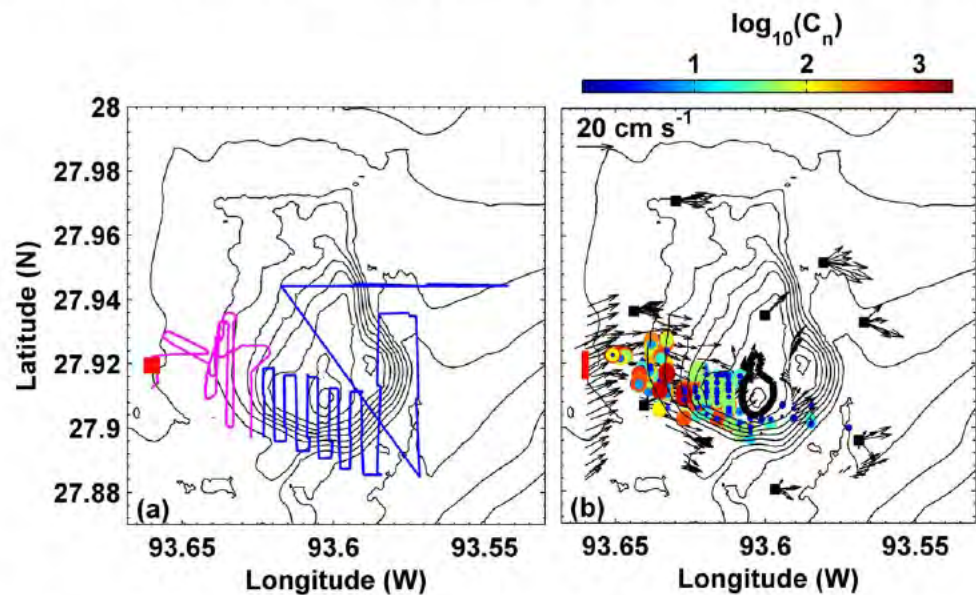 log10(Cn)
1 2 3
20 cm s-1
28
27.98
27.96
27.94
27.92
27.9
27.88
Latitude (N)
(a)
(b)
93.65 93.6 93.55
93.65 93.6 93.55
Longitude (W)
Longitude (W)